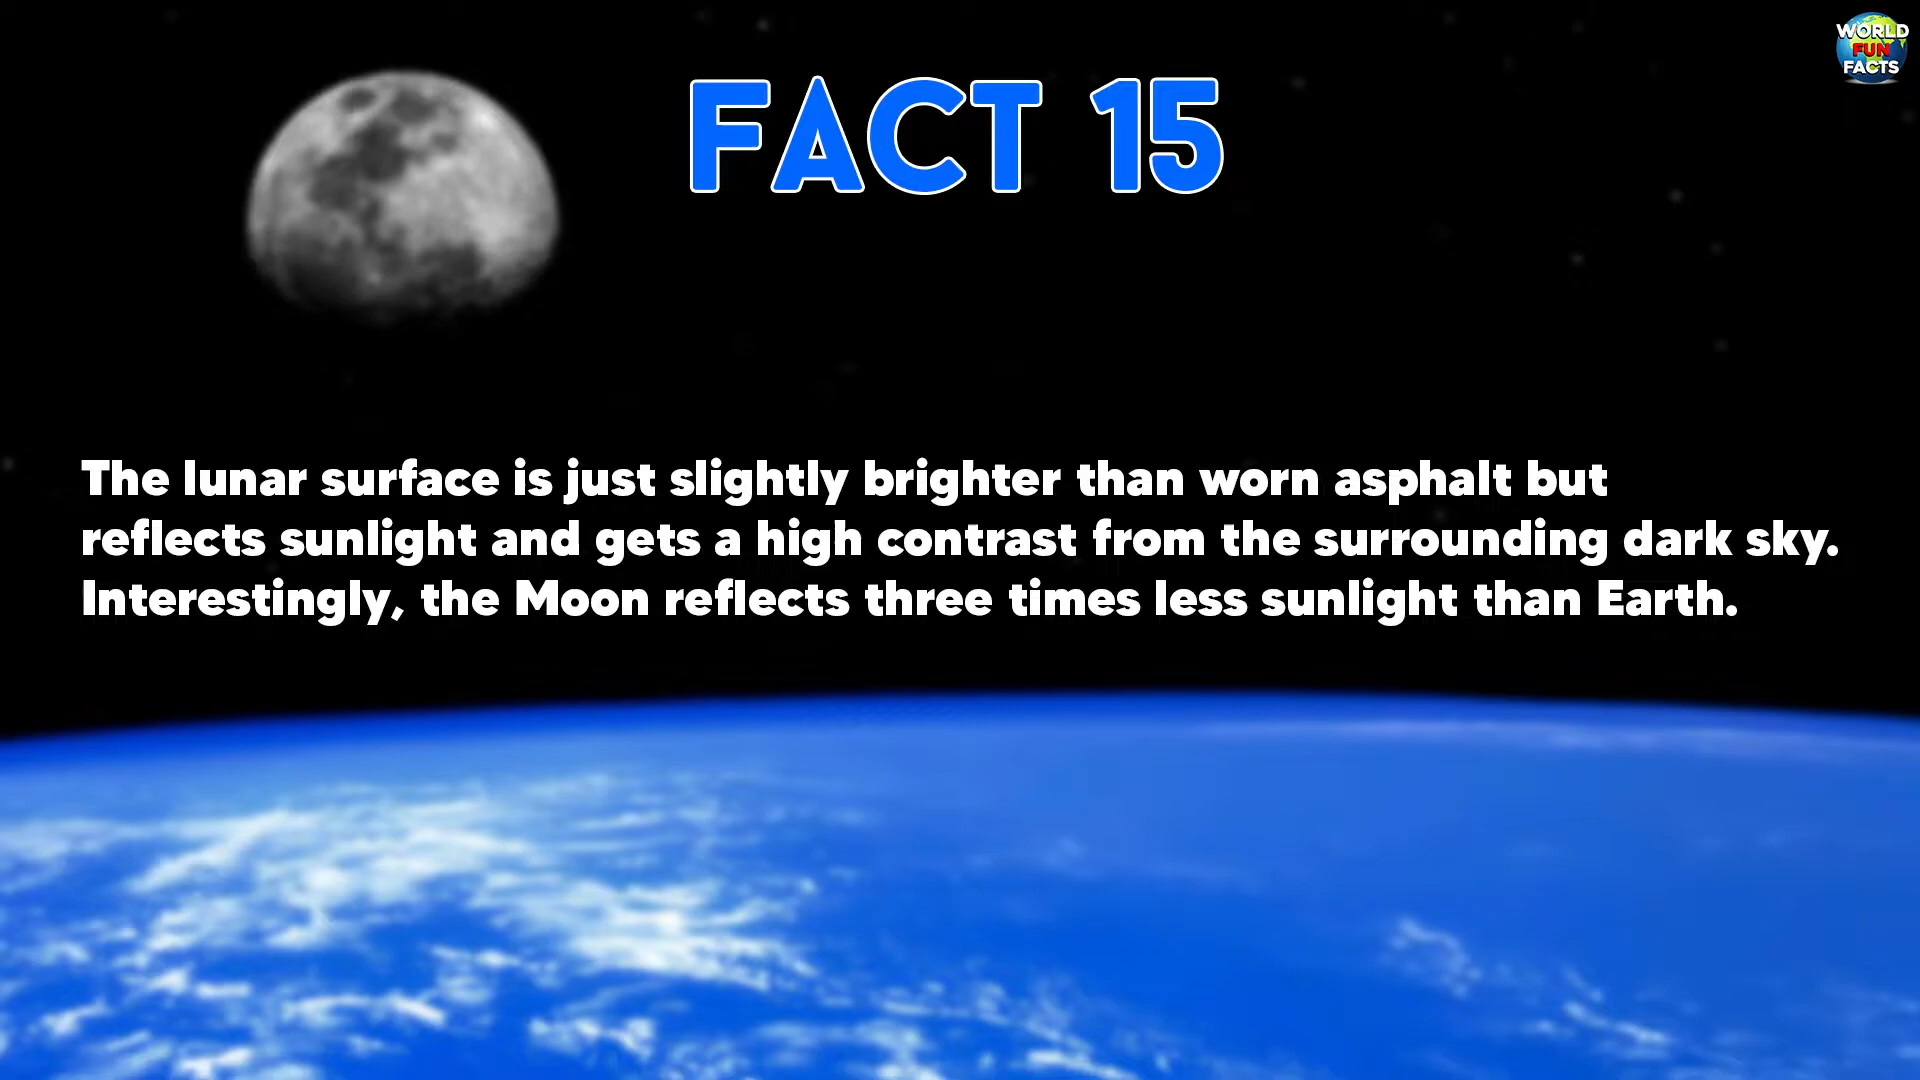 WORLD
FUN
FACTS
FACT 15
The lunar surface is just slightly brighter than worn asphalt but
reflects sunlight and gets a high contrast from the surrounding dark sky.
Interestingly, the Moon reflects three times less sunlight than Earth.